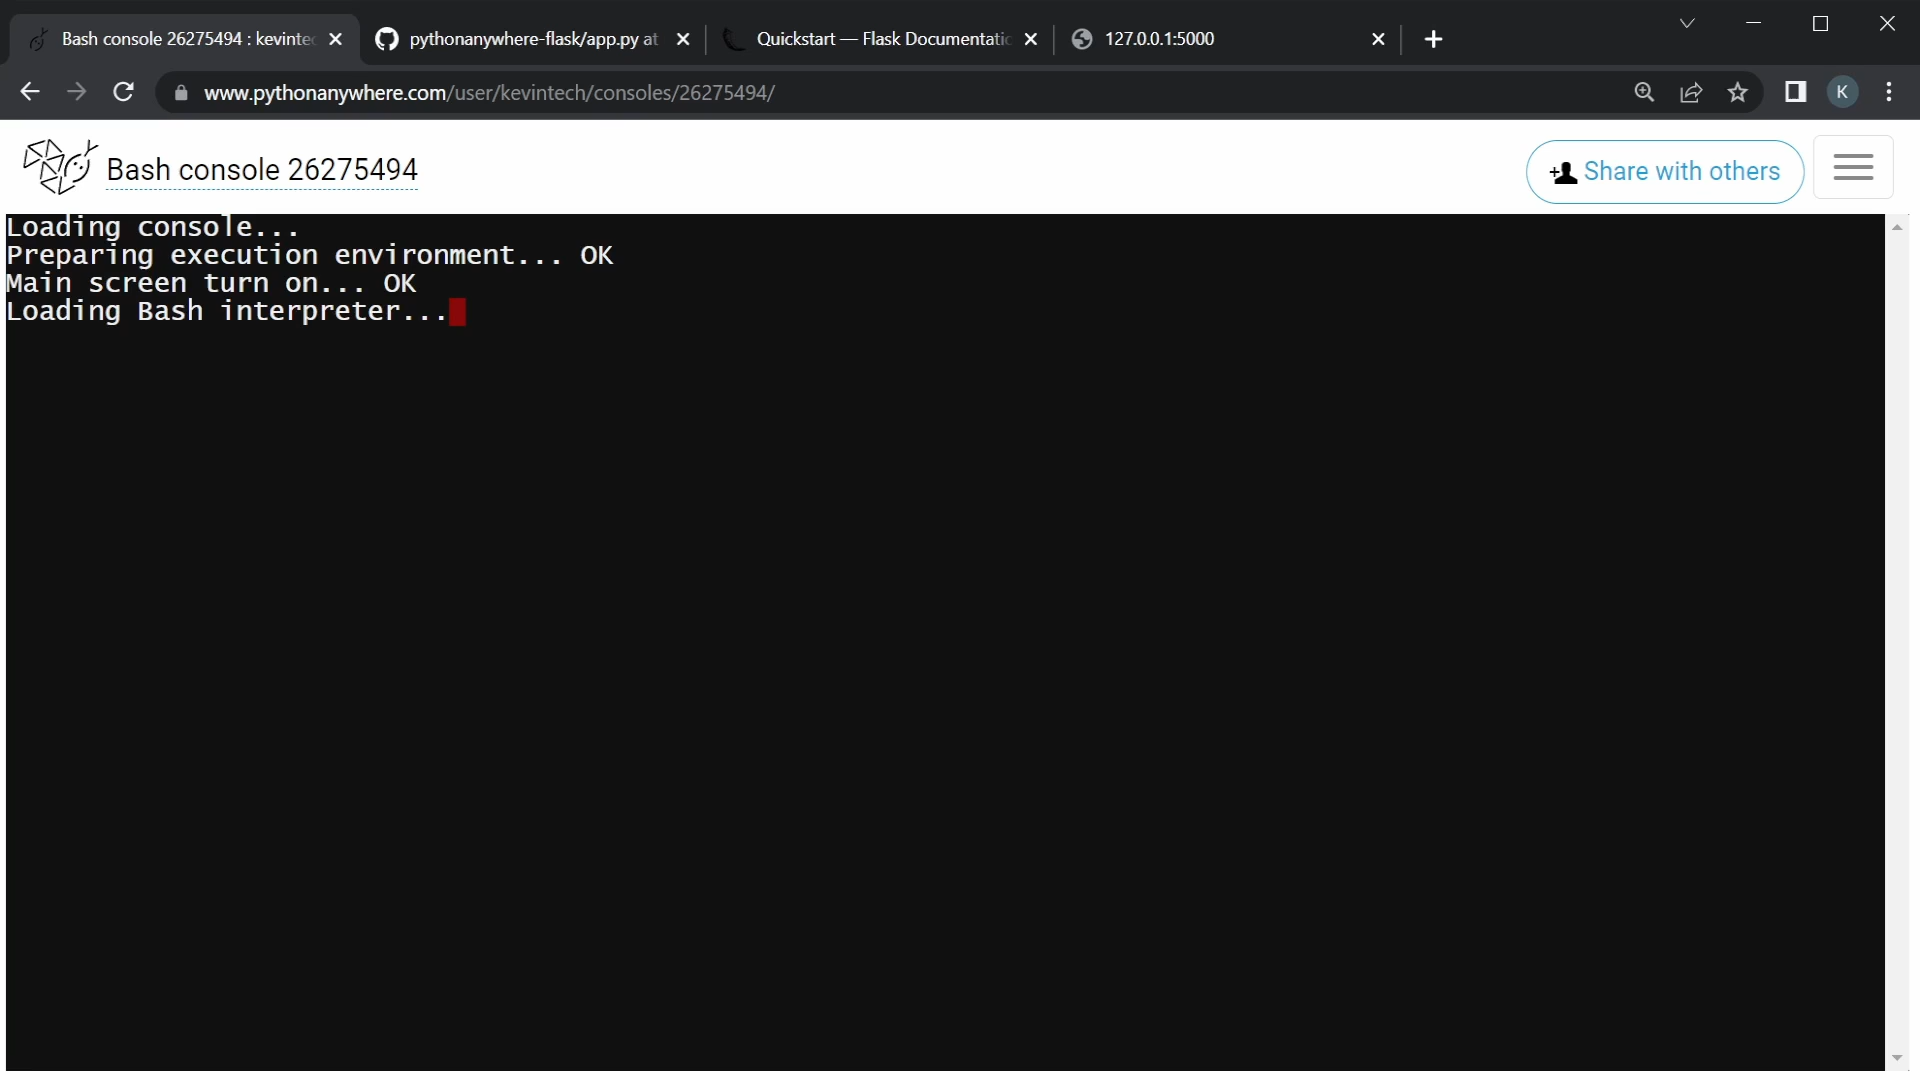 Bash console 26275494 : kevintec
pythonanywhere-flask/app.py at
Quickstart — Flask Documentatic
127.0.0.1:5000
www.pythonanywhere.com/user/kevintech/consoles/26275494/
K
Bash console 26275494
Share with others
Loading console...
Preparing execution environment... OK
Main screen turn on... OK
Loading Bash interpreter...